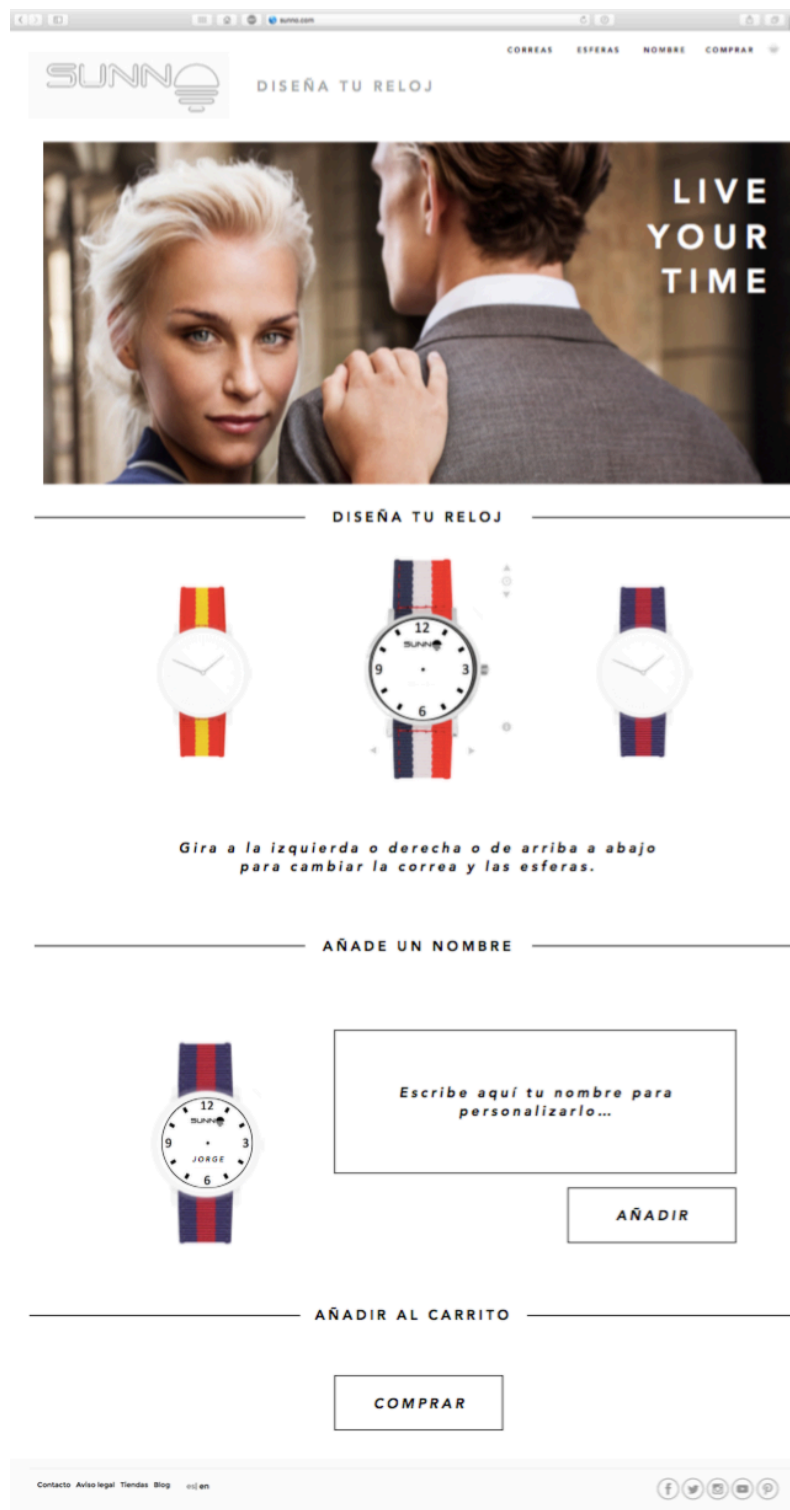 sunno.com
CORREAS ESFERAS NOMBRE COMPRAR
SUNNO
DISEÑA TU RELOJ
LIVE
YOUR
TIME
DISEÑA TU RELOJ
12
SUNNO
9 3
6
Gira a la izquierda o derecha o de arriba a abajo
para cambiar la correa y las esferas.
AÑADE UN NOMBRE
12
SUNNO
9 3
JORGE
6
Escribe aquí tu nombre para
personalizarlo...
AÑADIR
AÑADIR AL CARRITO
COMPRAR
Contacto Aviso legal Tiendas Blog es| en